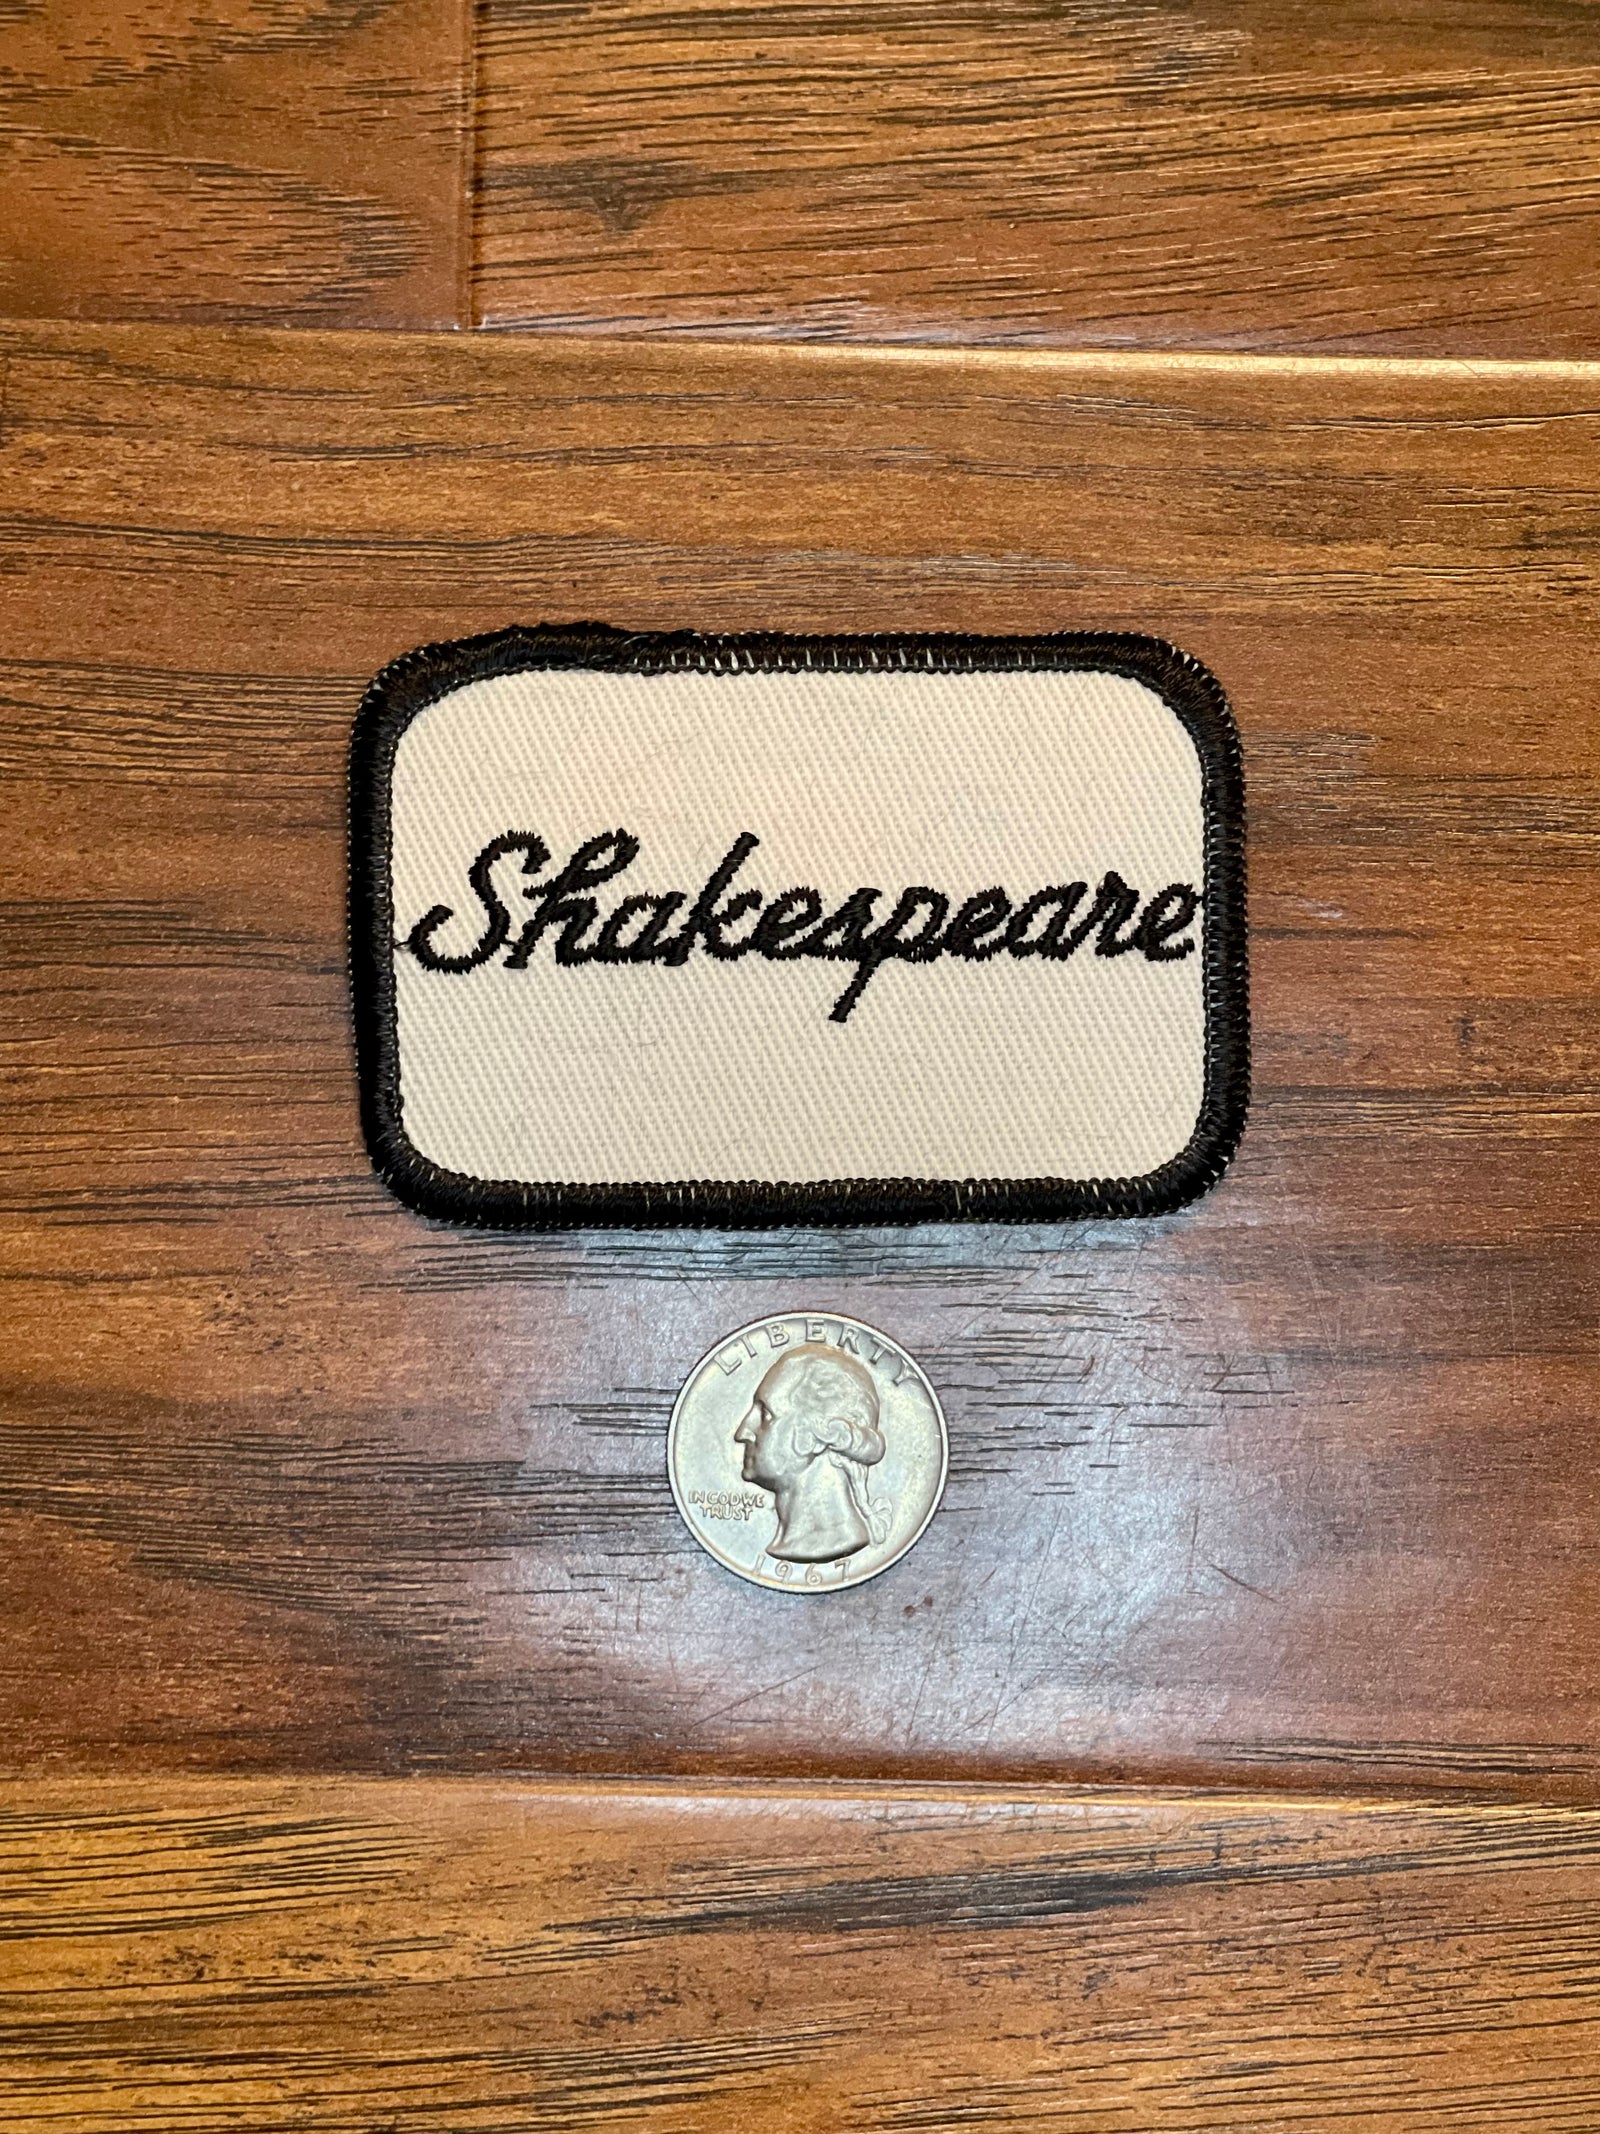 Shakespeare
LIBERTY
IN GOD WE
TRUST
1967